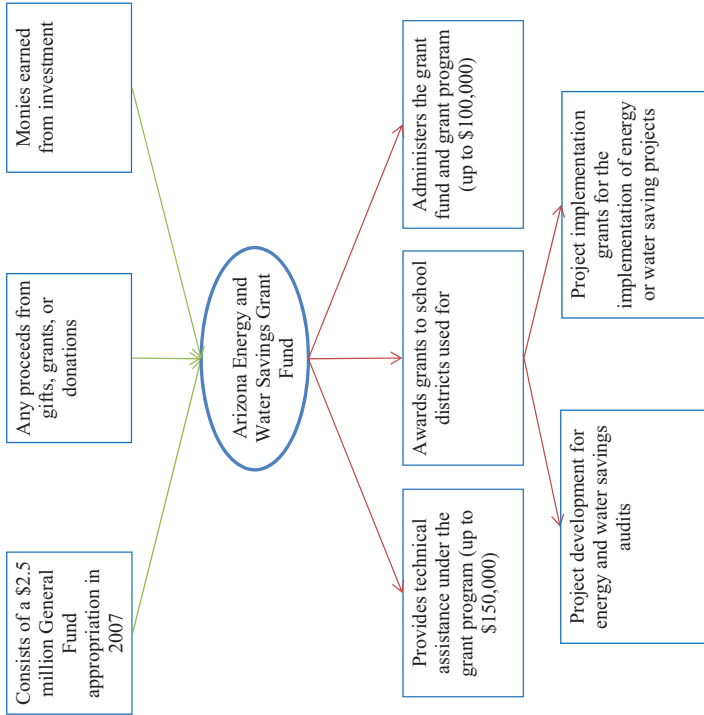 Consists of a $2.5
million General
Fund
appropriation in
2007
Any proceeds from
gifts, grants, or
donations
Monies earned
from investment
Arizona Energy and
Water Savings Grant
Fund
Provides technical
assistance under the
grant program (up to
$150,000)
Awards grants to school
districts used for
Administers the grant
fund and grant program
(up to $100,000)
Project development for
energy and water savings
audits
Project implementation
grants for the
implementation of energy
or water saving projects